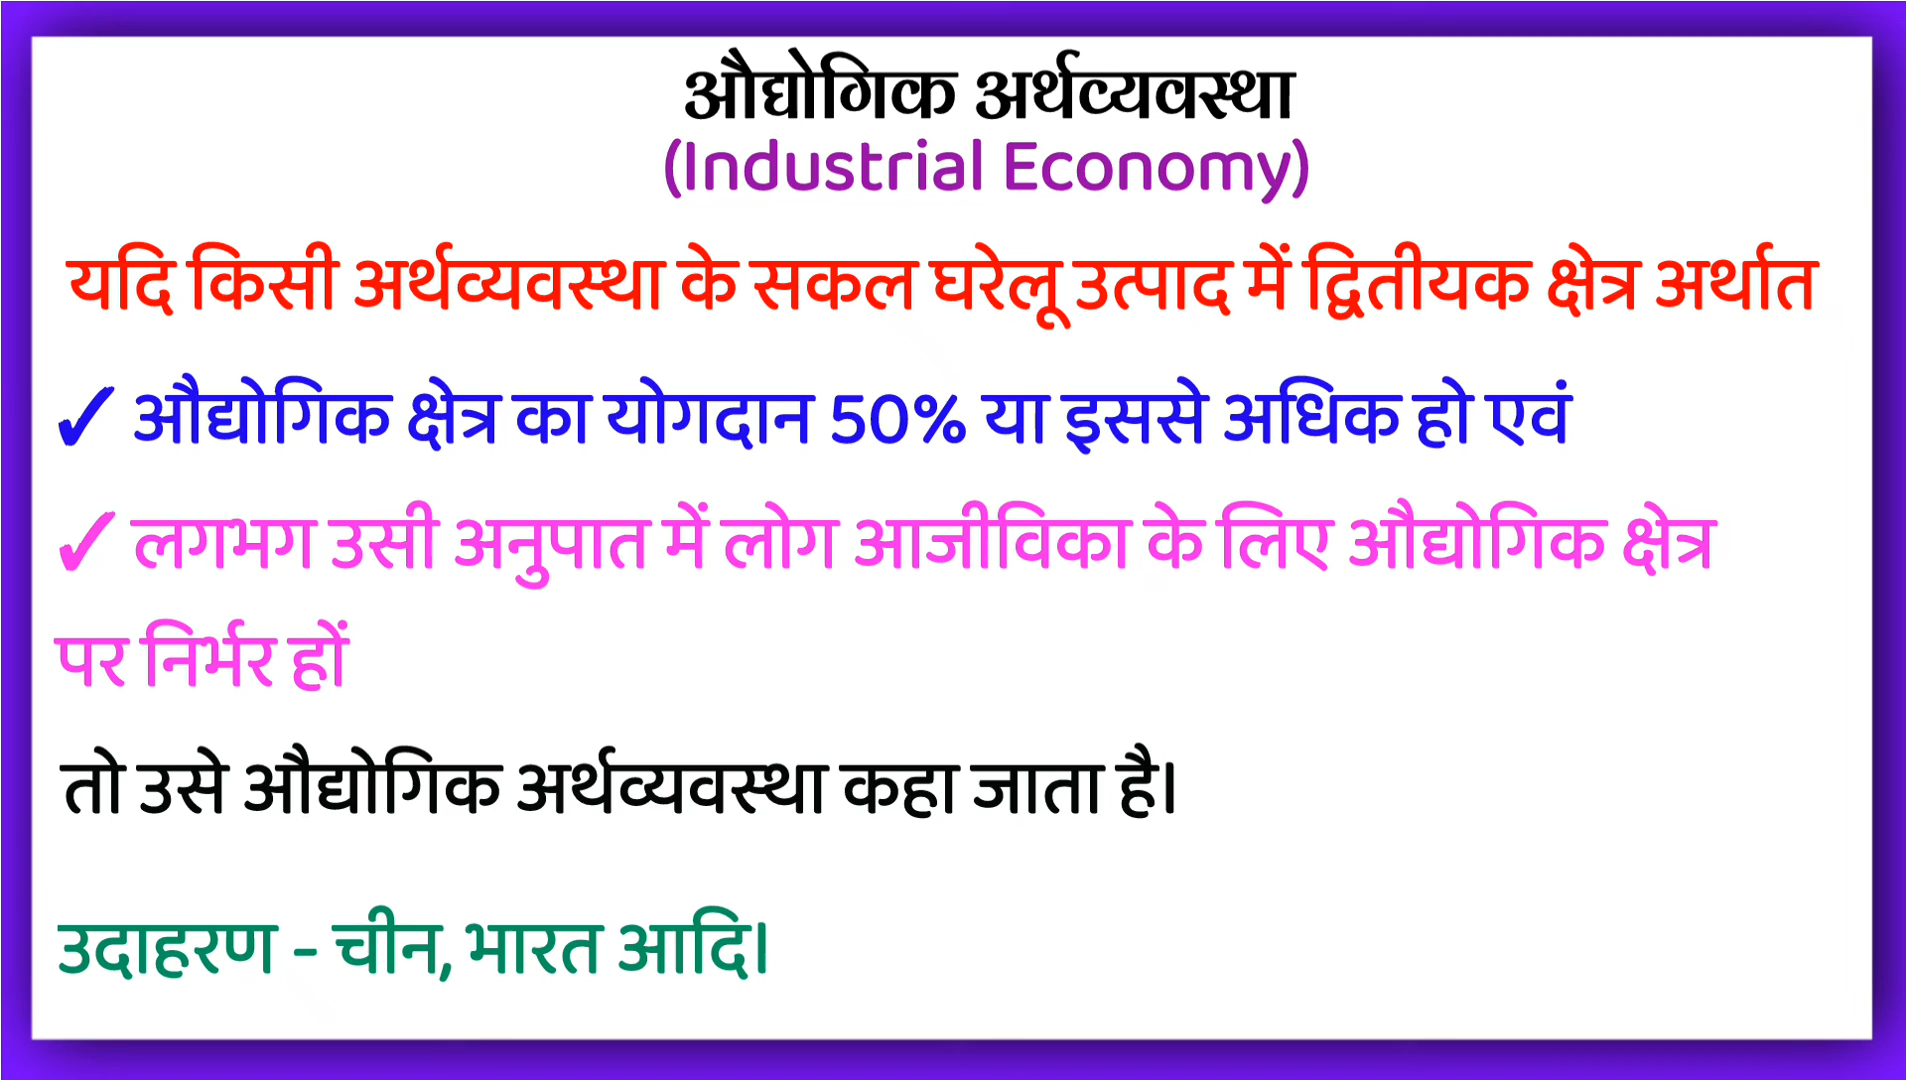 औद्योगिक अर्थव्यवस्था
(Industrial Economy)
यदि किसी अर्थव्यवस्था के सकल घरेलू उत्पाद में द्वितीयक क्षेत्र अर्थात
✓ औद्योगिक क्षेत्र का योगदान 50% या इससे अधिक हो एवं
✓ लगभग उसी अनुपात में लोग आजीविका के लिए औद्योगिक क्षेत्र
पर निर्भर हों
तो उसे औद्योगिक अर्थव्यवस्था कहा जाता है।
उदाहरण - चीन, भारत आदि।